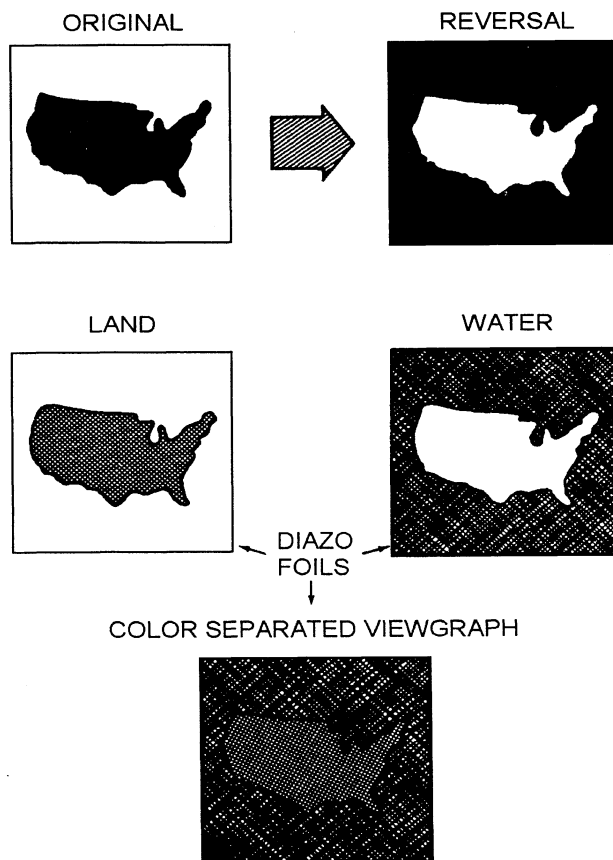 ORIGINAL
REVERSAL
LAND
WATER
DIAZO
FOILS
COLOR SEPARATED VIEWGRAPH